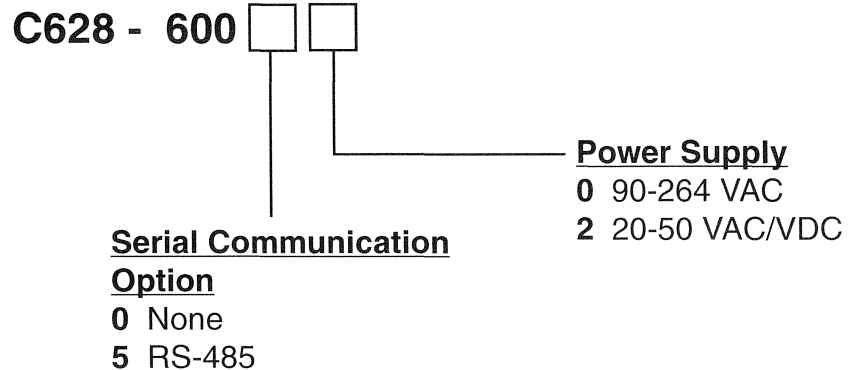 C628 - 600
Power Supply
0 90-264 VAC
2 20-50 VAC/VDC
Serial Communication
Option
0 None
5 RS-485